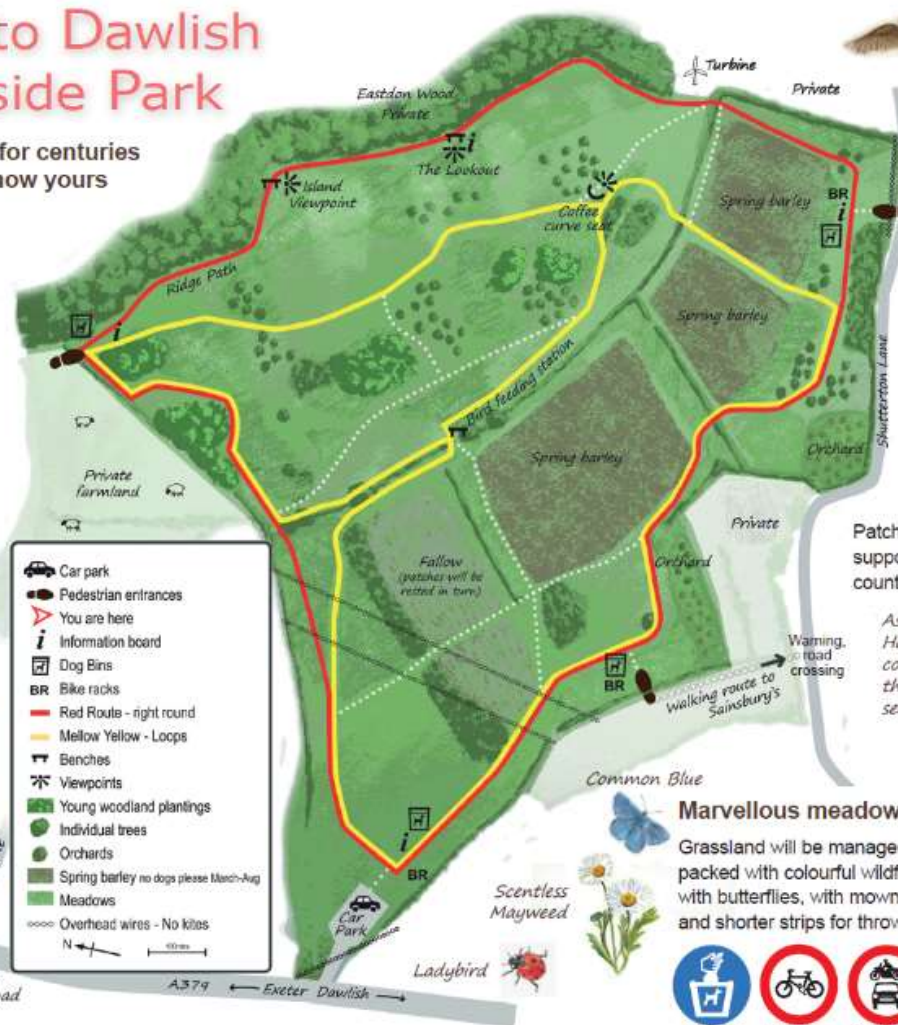 to Dawlish
side Park
for centuries
now yours
Turbine
Private
Eastdon Wood
Private
The Lookout
i
Island
Viewpoint
Coffee
curve seat
Spring barley
BR
i
Ridge Path
i
Spring barley
Shutterton Lane
Bird feeding station
Orchard
Private
farmland
Spring barley
Private
Fallow
(patches will be
rested in turn)
Orchard
Patch
suppo
count
As
Ha
co
th
se
Warning,
road
crossing
Walking route to
Sainsbury's
BR
Car park
Pedestrian entrances
You are here
i Information board
Dog Bins
BR Bike racks
Red Route - right round
Mellow Yellow - Loops
Benches
Viewpoints
Young woodland plantings
Individual trees
Orchards
Spring barley no dogs please March-Aug
Meadows
Overhead wires - No kites
N
i
BR
Car
Park
Common Blue
Scentless
Mayweed
Ladybird
Marvellous meadow
Grassland will be manage
packed with colourful wildf
with butterflies, with mown
and shorter strips for throw
A379 Exeter Dawlish
oad